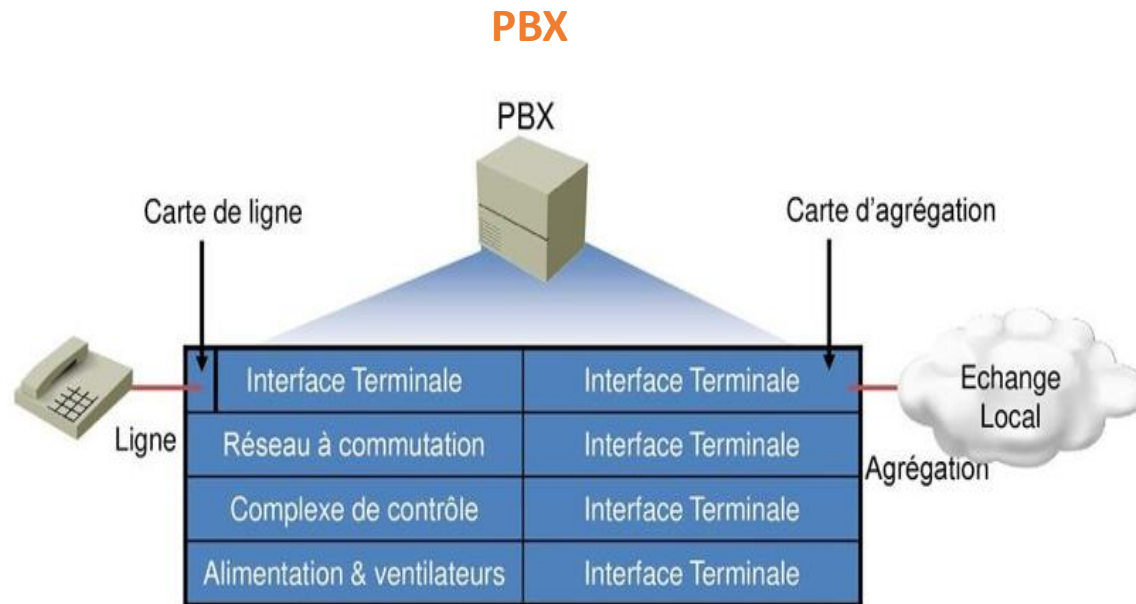 PBX
PBX
Carte de ligne
Carte d'agrégation
Interface Terminale
Interface Terminale
Echange
Local
Ligne
Réseau à commutation
Interface Terminale
Agrégation
Complexe de contrôle
Interface Terminale
Alimentation & ventilateurs
Interface Terminale